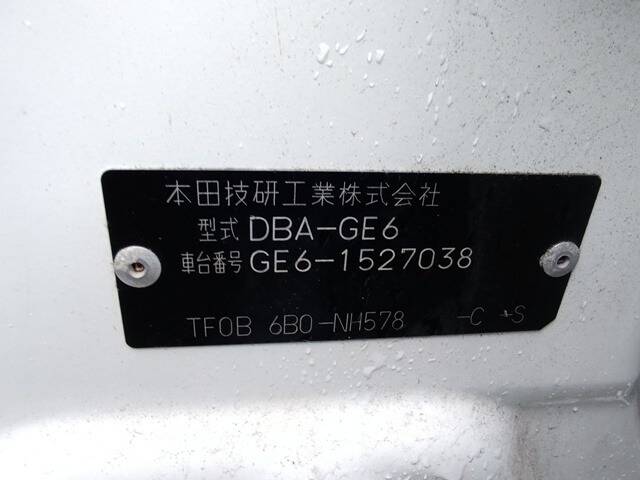 本田技研工業株式会社
型式 DBA-GE6
車台番号 GE6-1527038
TF0B 6B0-NH578 -C -S